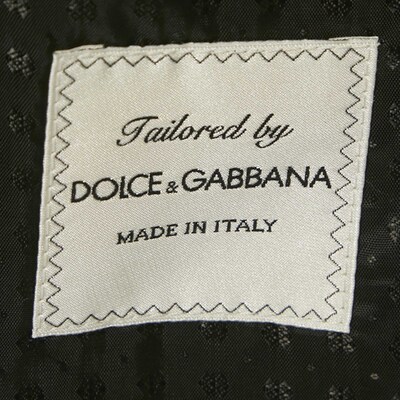 Tailored by
DOLCE & GABBANA
MADE IN ITALY